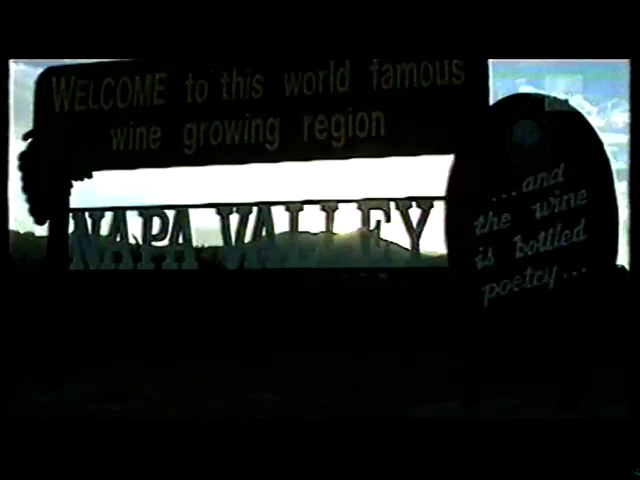 WELCOME to this world famous
wine growing region
NAPA VALLEY
...and
the wine
is bottled
poetry...